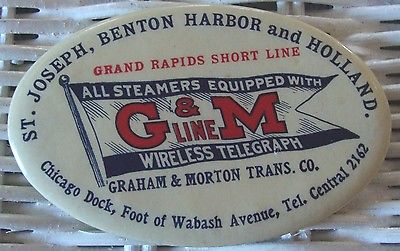 ST. JOSEPH, BENTON HARBOR AND HOLLAND.
GRAND RAPIDS SHORT LINE
ALL STEAMERS EQUIPPED WITH
G & M
LINE
WIRELESS TELEGRAPH
GRAHAM & MORTON TRANS. CO.
Chicago Dock, Foot of Wabash Avenue, Tel. Central 2162